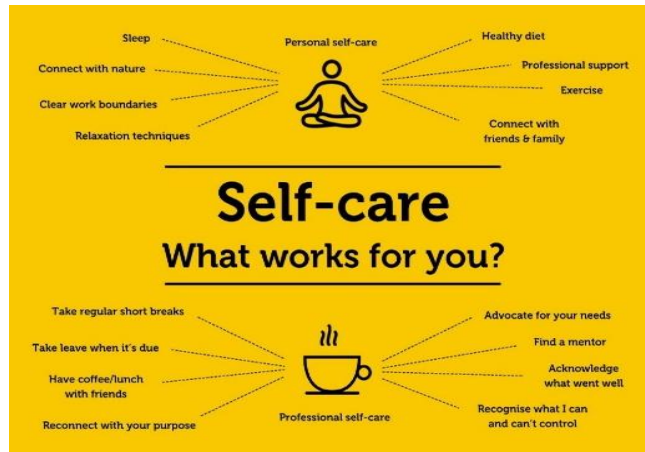 Personal self-care
Sleep
Connect with nature
Clear work boundaries
Relaxation techniques
Healthy diet
Professional support
Exercise
Connect with
friends & family
Self-care
What works for you?
Take regular short breaks
Take leave when it's due
Have coffee/lunch
with friends
Reconnect with your purpose
Advocate for your needs
Find a mentor
Acknowledge
what went well
Recognise what I can
and can't control
Professional self-care